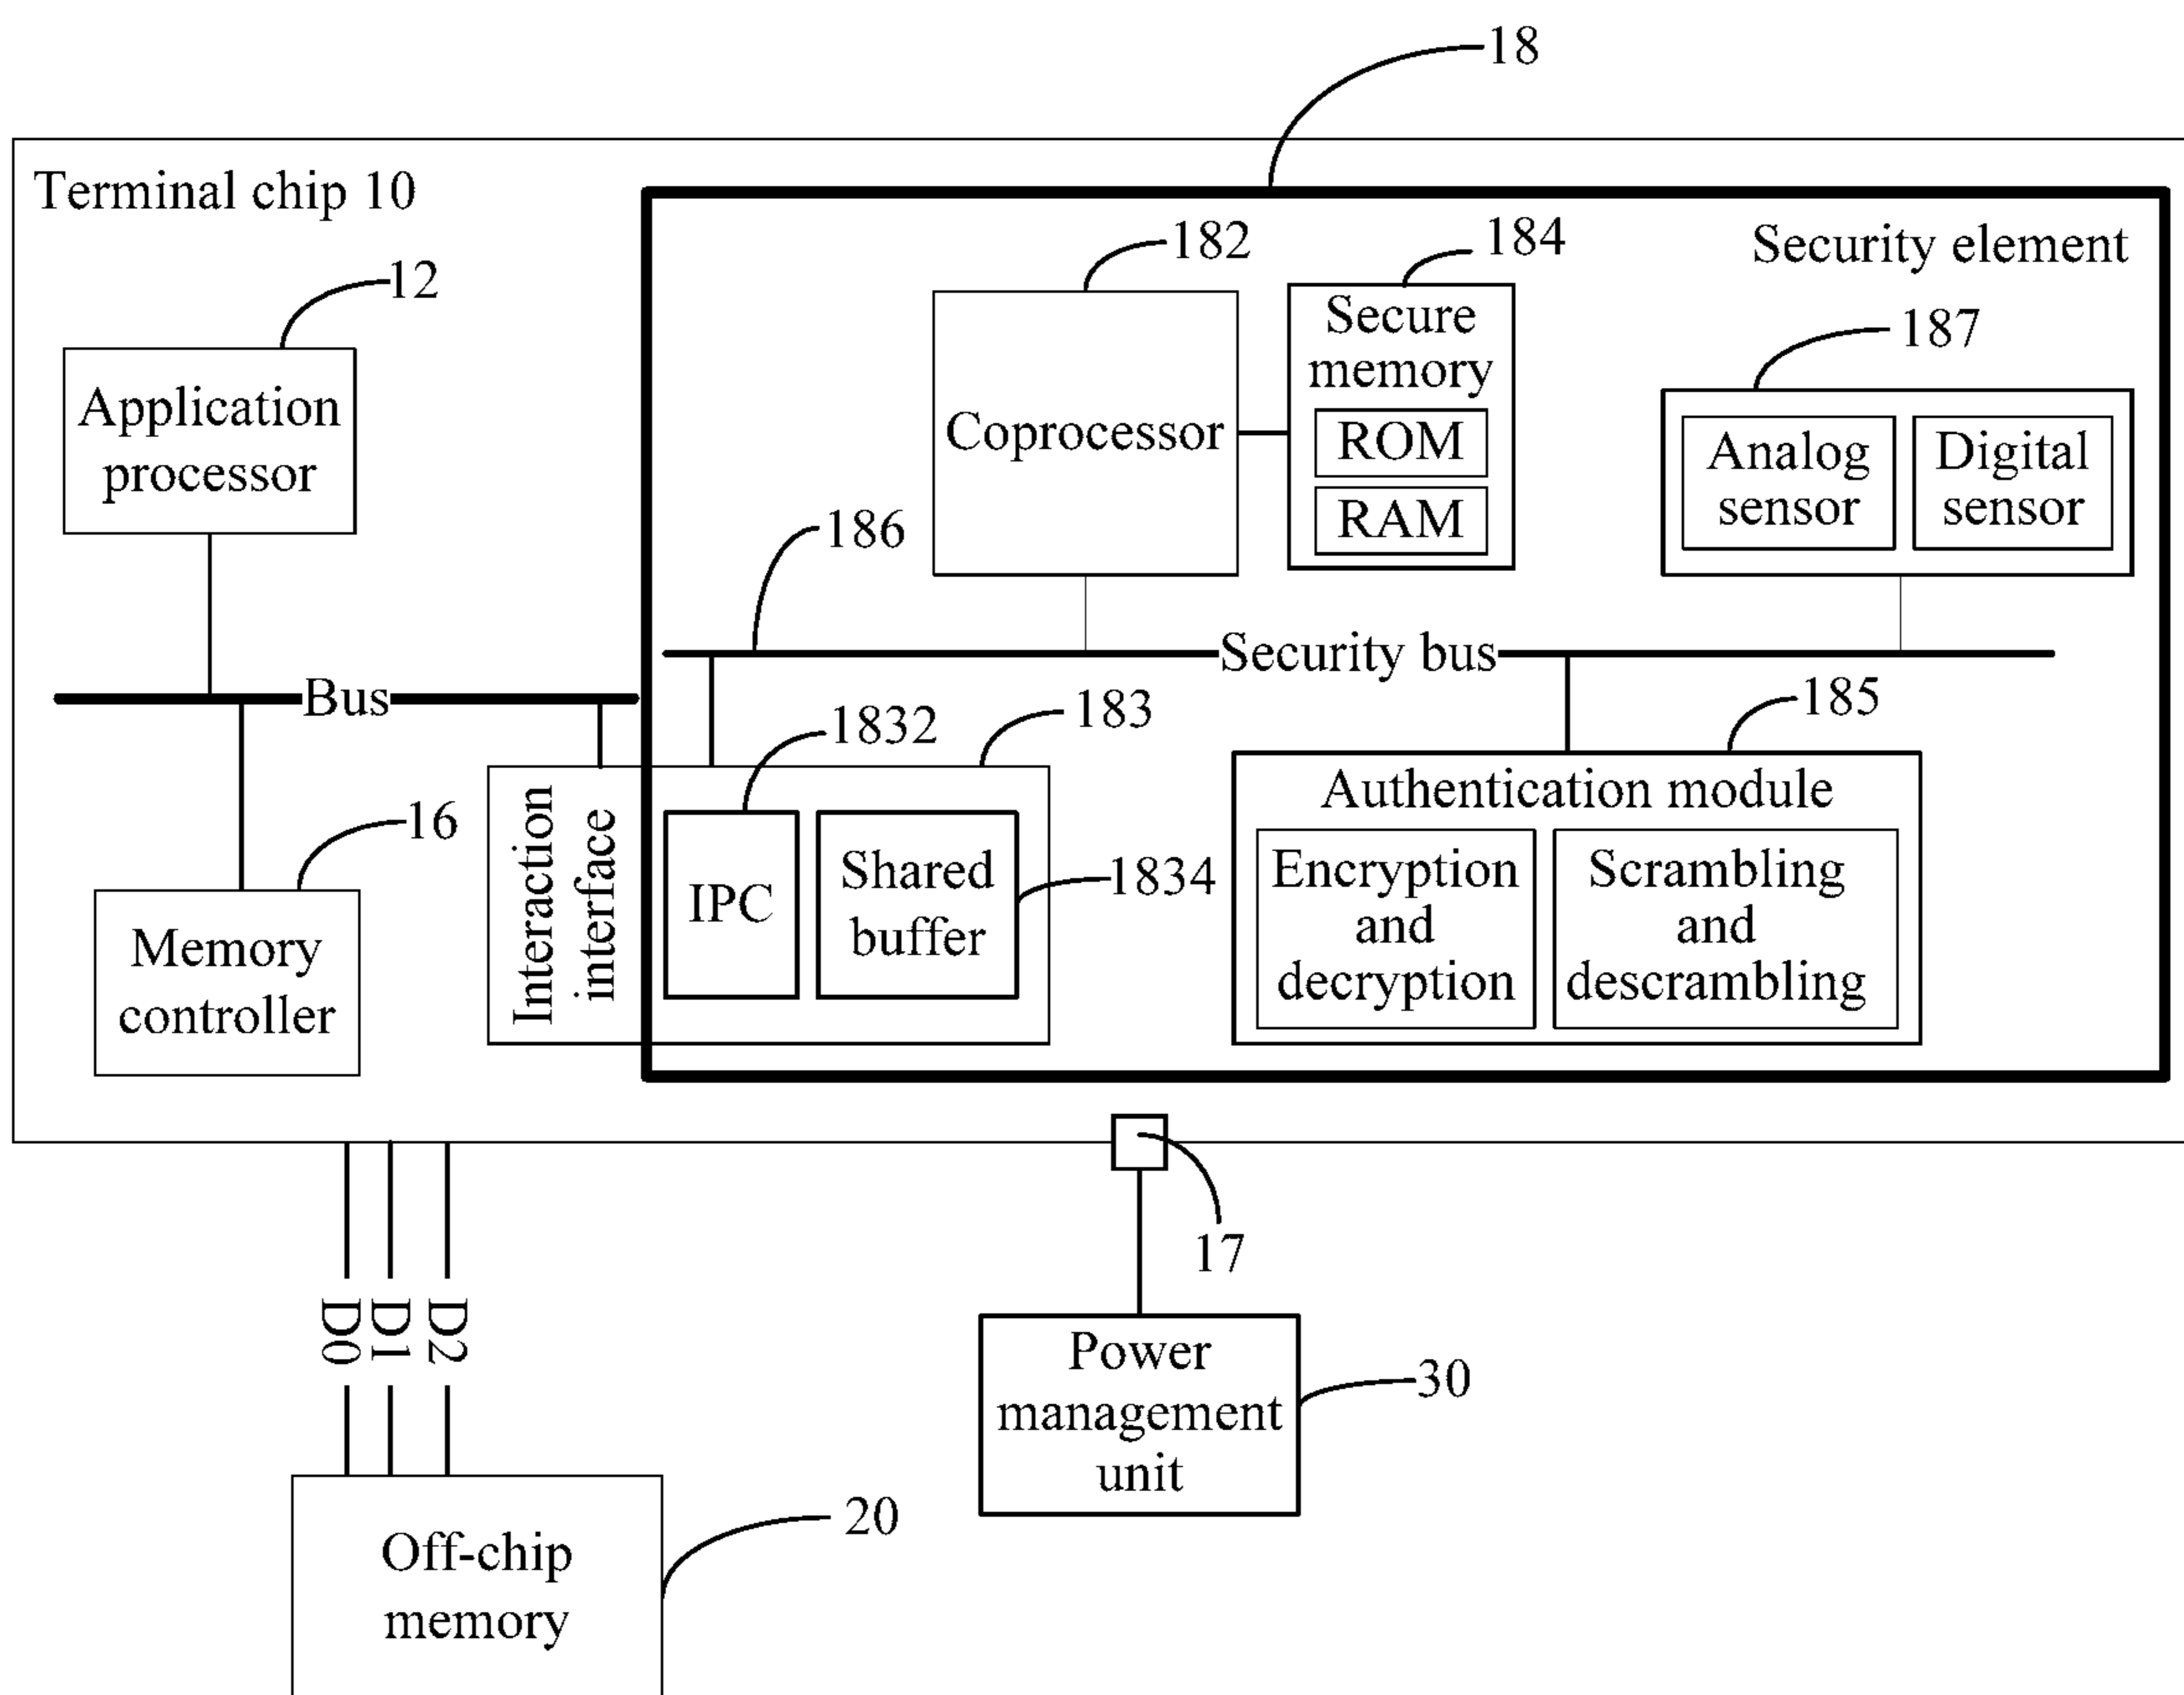 18
Terminal chip 10
182
184
Security element
12
Secure
memory
187
Application
processor
Coprocessor
ROM
RAM
Analog
sensor
Digital
sensor
186
Security bus
Bus
1832
183
185
16
Interaction
interface
IPC
Shared
buffer
1834
Authentication module
Encryption
and
decryption
Scrambling
and
descrambling
Memory
controller
17
D0
D1
D2
Power
management
unit
30
20
Off-chip
memory